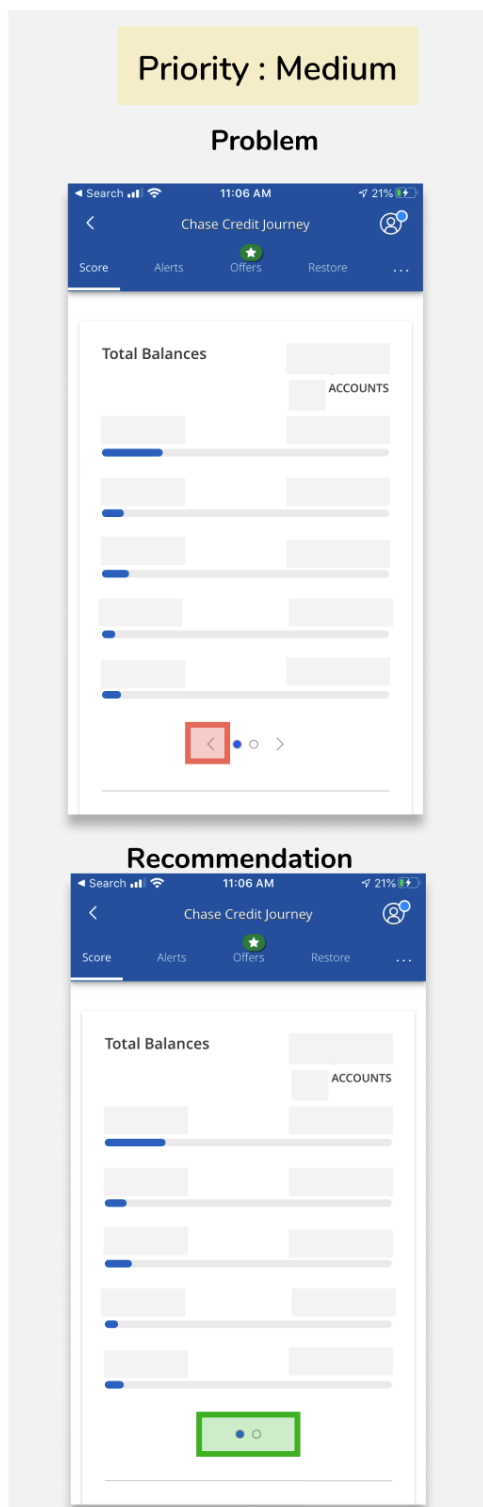 Priority : Medium
Problem
◀ Search 11:06 AM 21%
Chase Credit Journey
Score Alerts Offers Restore ...
Total Balances
ACCOUNTS
Recommendation
◀ Search 11:06 AM 21%
Chase Credit Journey
Score Alerts Offers Restore ...
Total Balances
ACCOUNTS